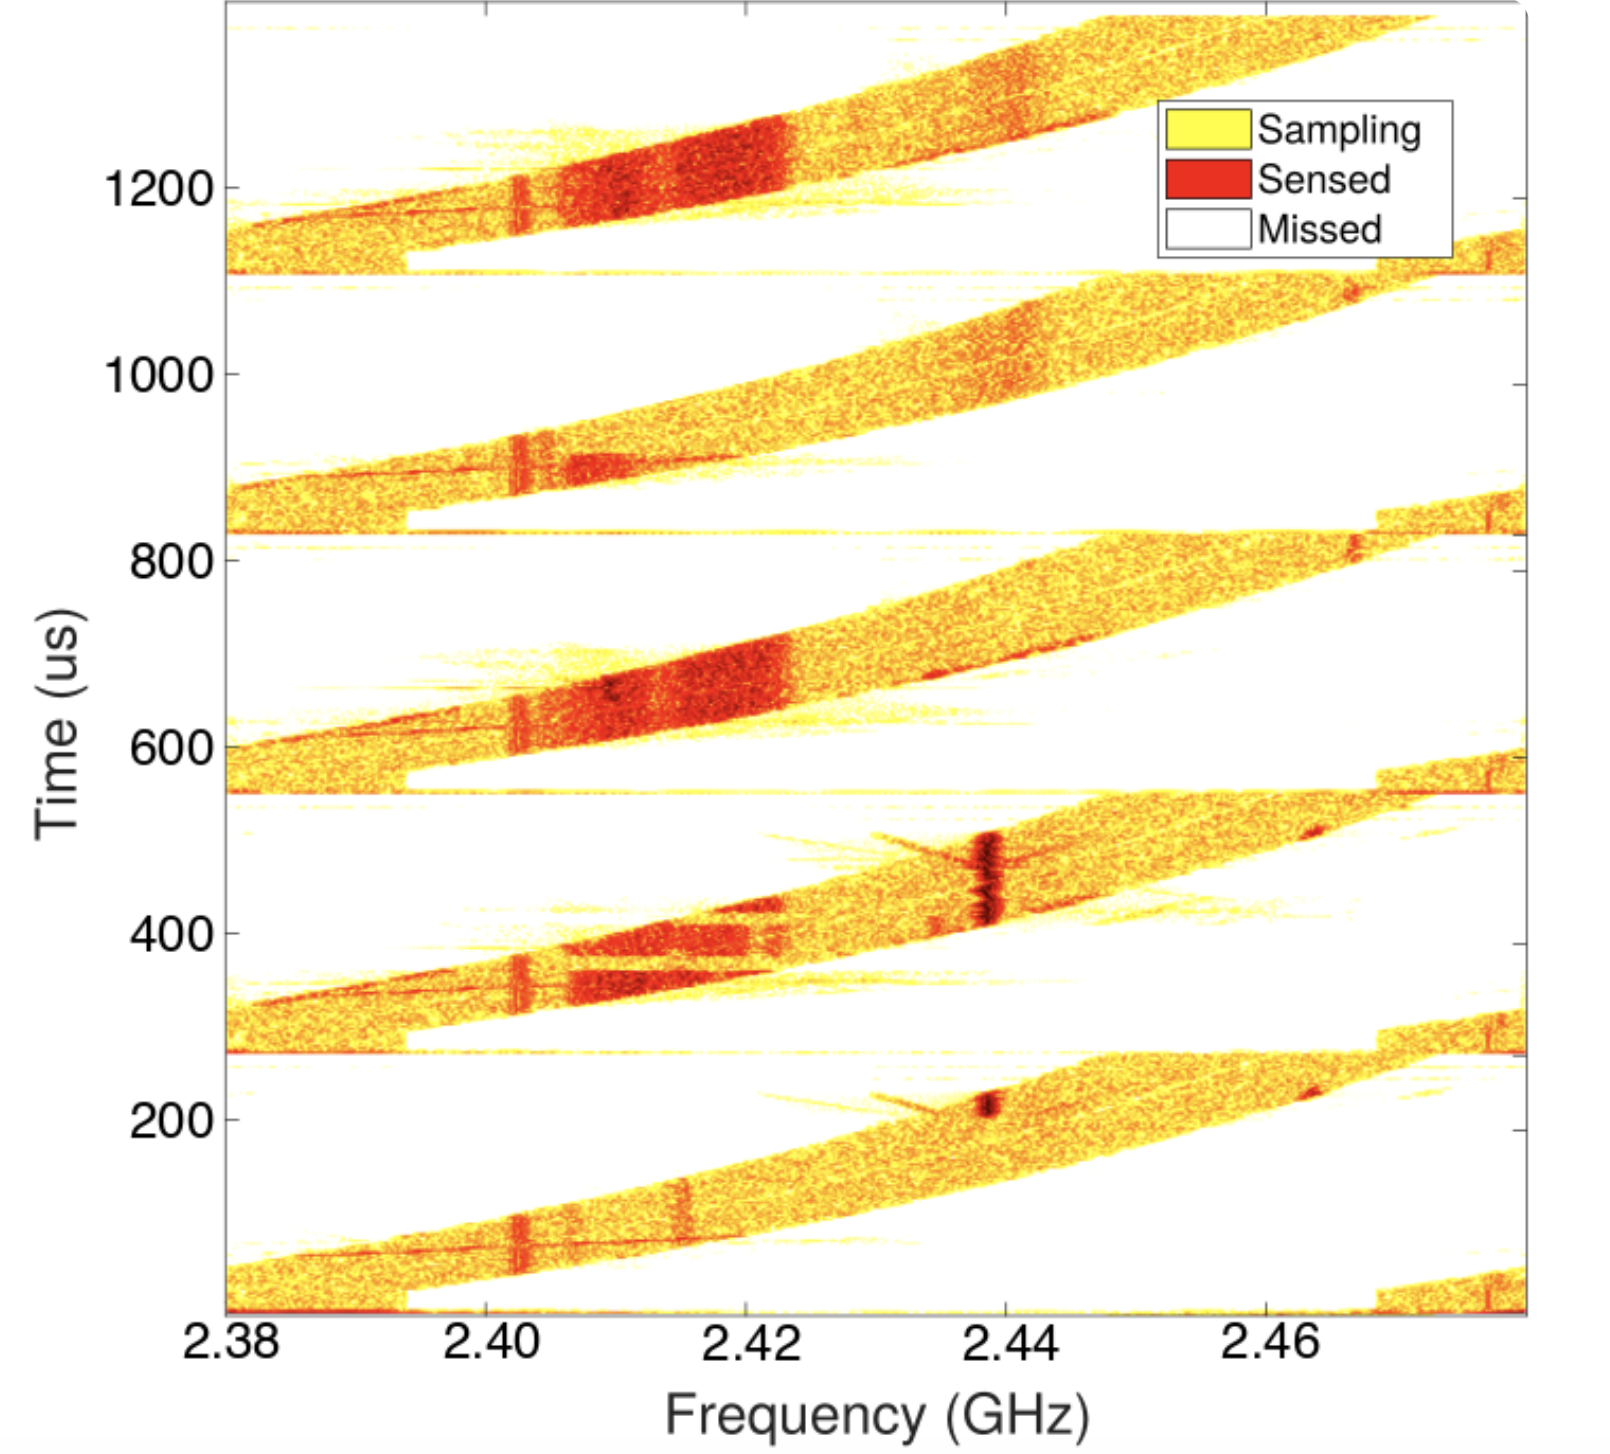 Sampling
Sensed
Missed
1200
1000
800
600
400
200
Time (us)
2.38 2.40 2.42 2.44 2.46
Frequency (GHz)